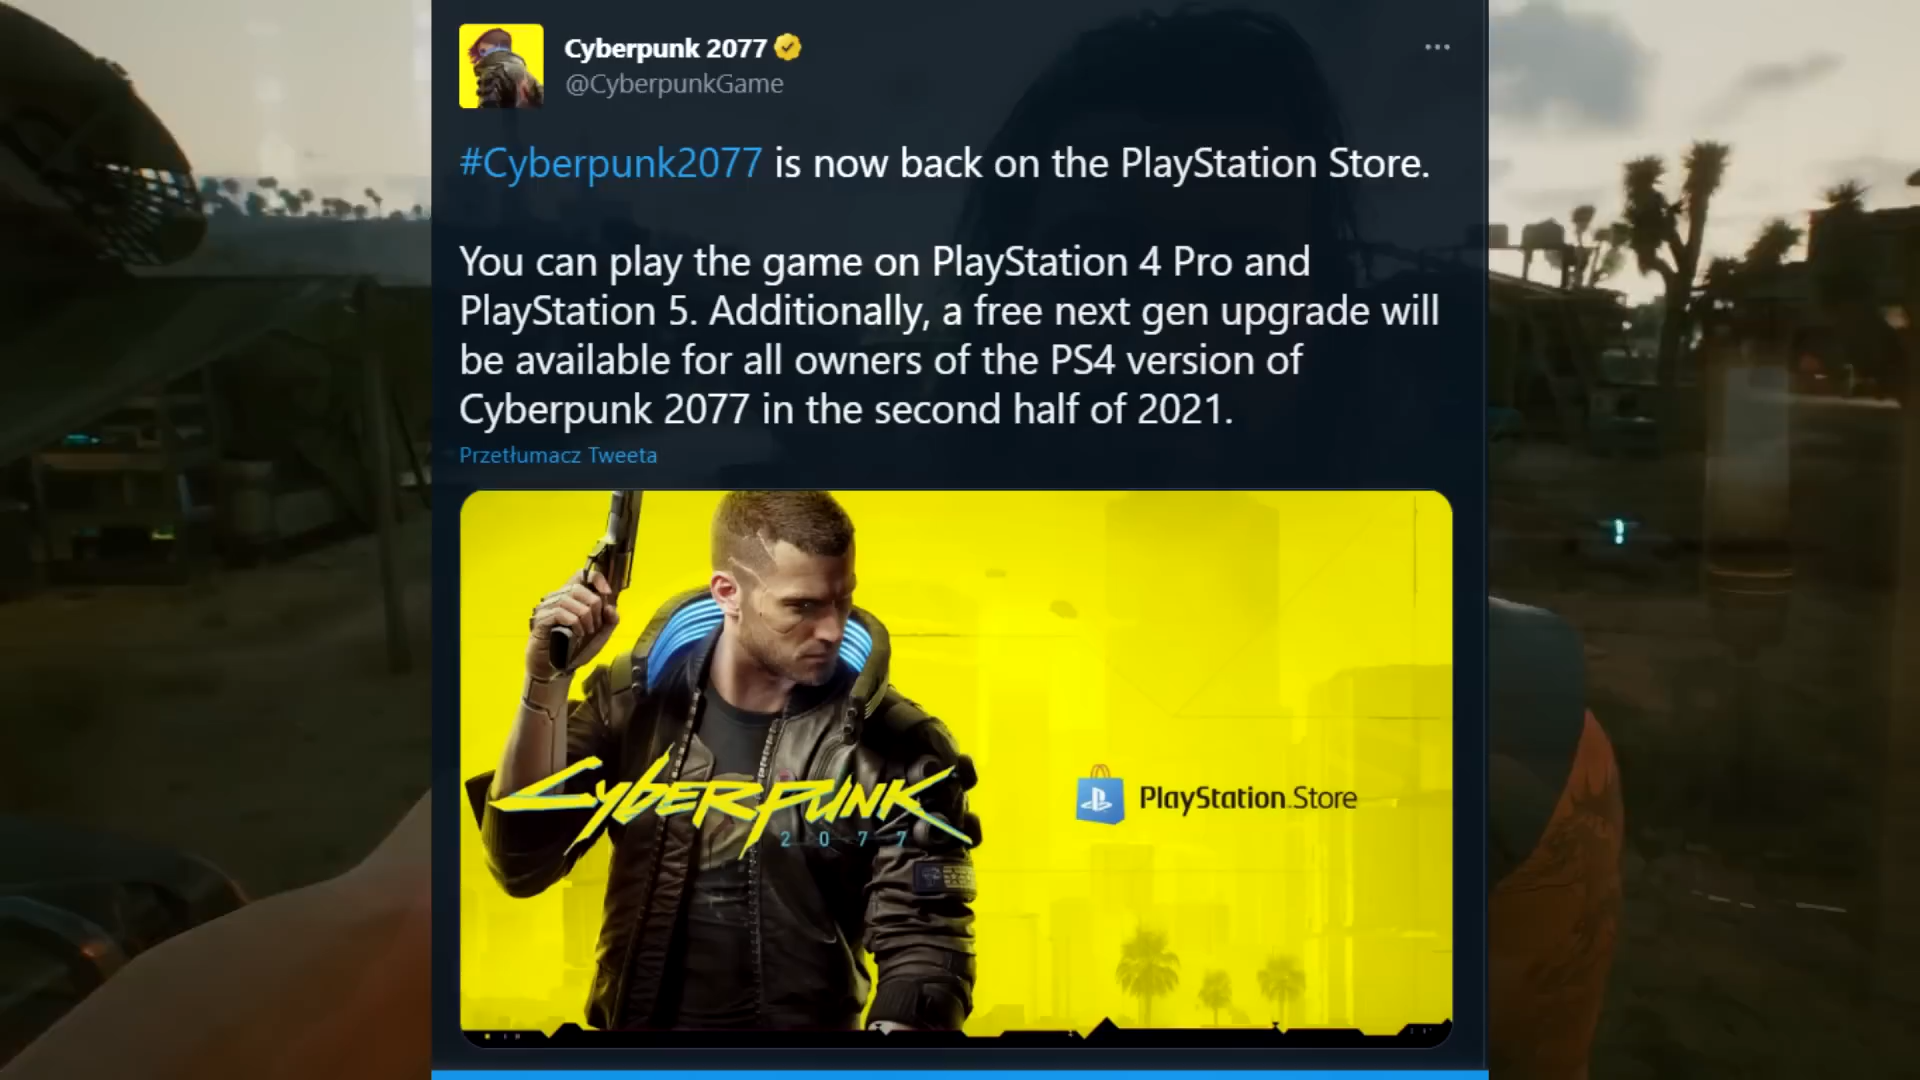 Cyberpunk 2077
@CyberpunkGame
#Cyberpunk2077 is now back on the PlayStation Store.
You can play the game on PlayStation 4 Pro and
PlayStation 5. Additionally, a free next gen upgrade will
be available for all owners of the PS4 version of
Cyberpunk 2077 in the second half of 2021.
Przetłumacz Tweeta
CYBERPUNK
2077
PlayStation Store